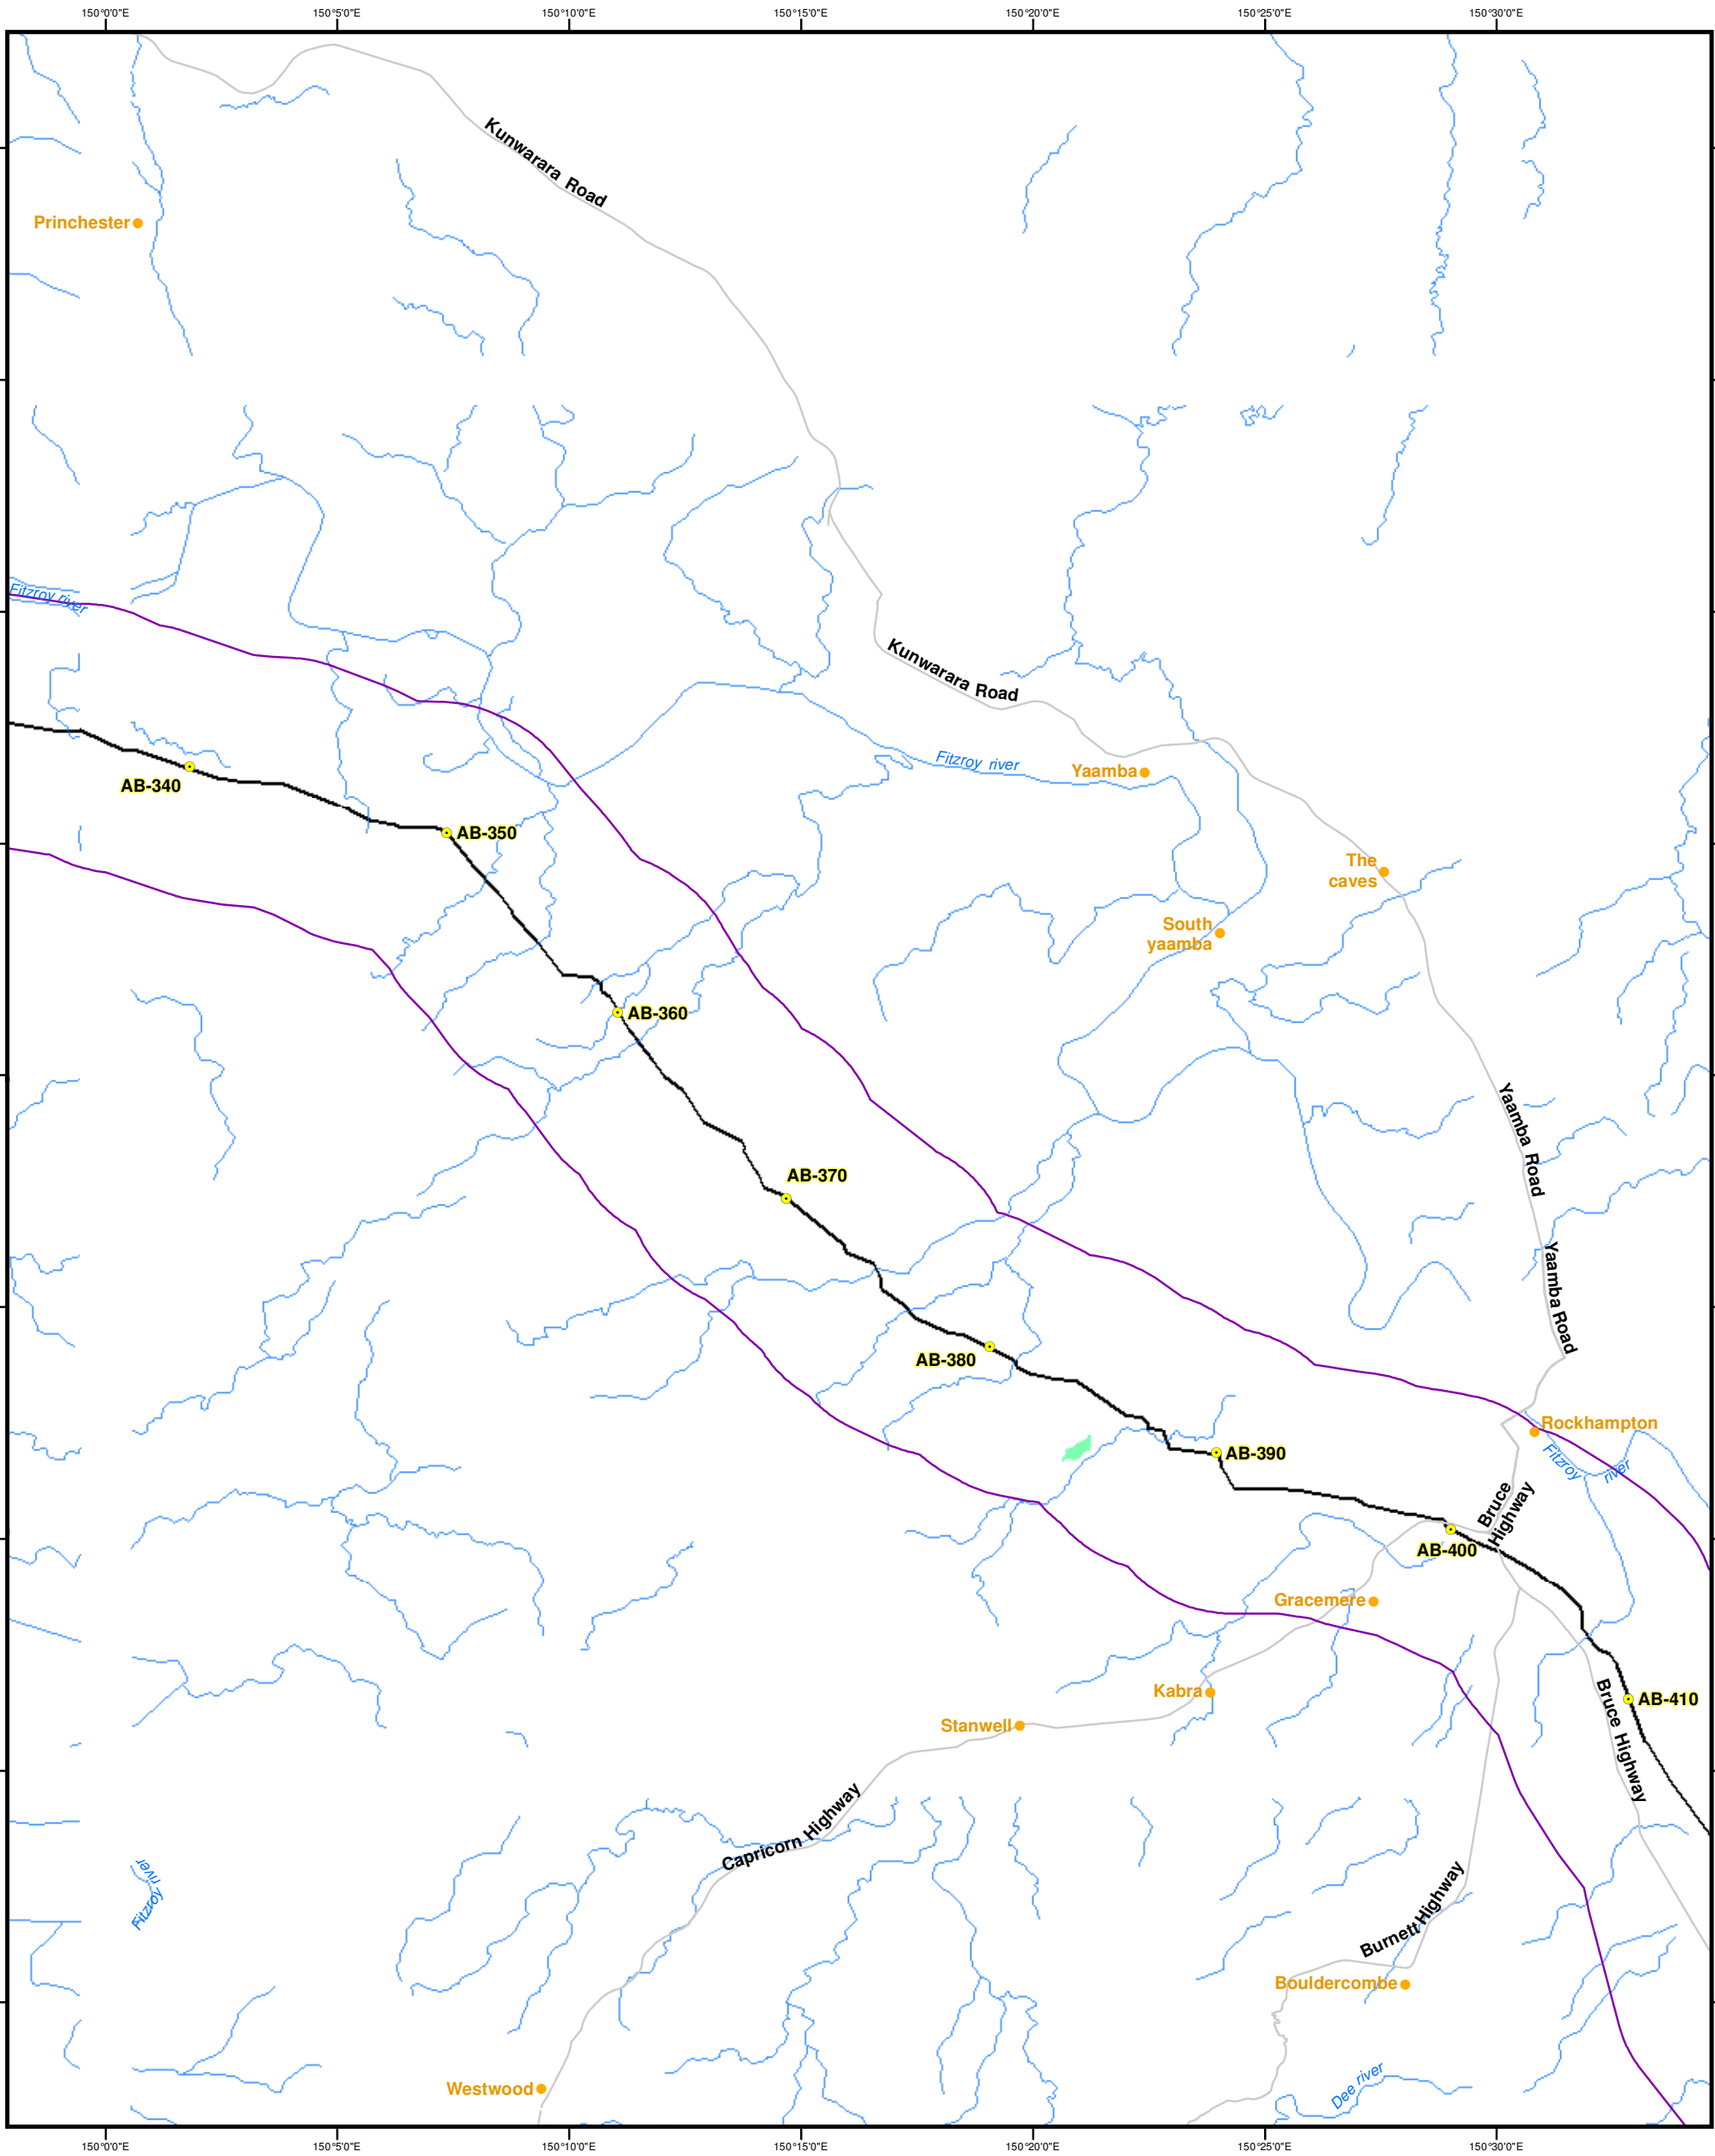 150°0'0"E
150°5'0"E
150°10'0"E
150°15'0"E
150°20'0"E
150°25'0"E
150°30'0"E
Kunwarara Road
Princhester
Fitzroy river
Kunwarara Road
Fitzroy river
Yaamba
AB-340
AB-350
The
caves
South
yaamba
AB-360
Yaamba Road
AB-370
Yaamba Road
AB-380
Rockhampton
AB-390
Fitzroy
river
Bruce
Highway
AB-400
Gracemere
Kabra
AB-410
Stanwell
Bruce Highway
Capricorn Highway
Fitzroy
river
Burnett Highway
Bouldercombe
Westwood
Dee river
150°0'0"E
150°5'0"E
150°10'0"E
150°15'0"E
150°20'0"E
150°25'0"E
150°30'0"E